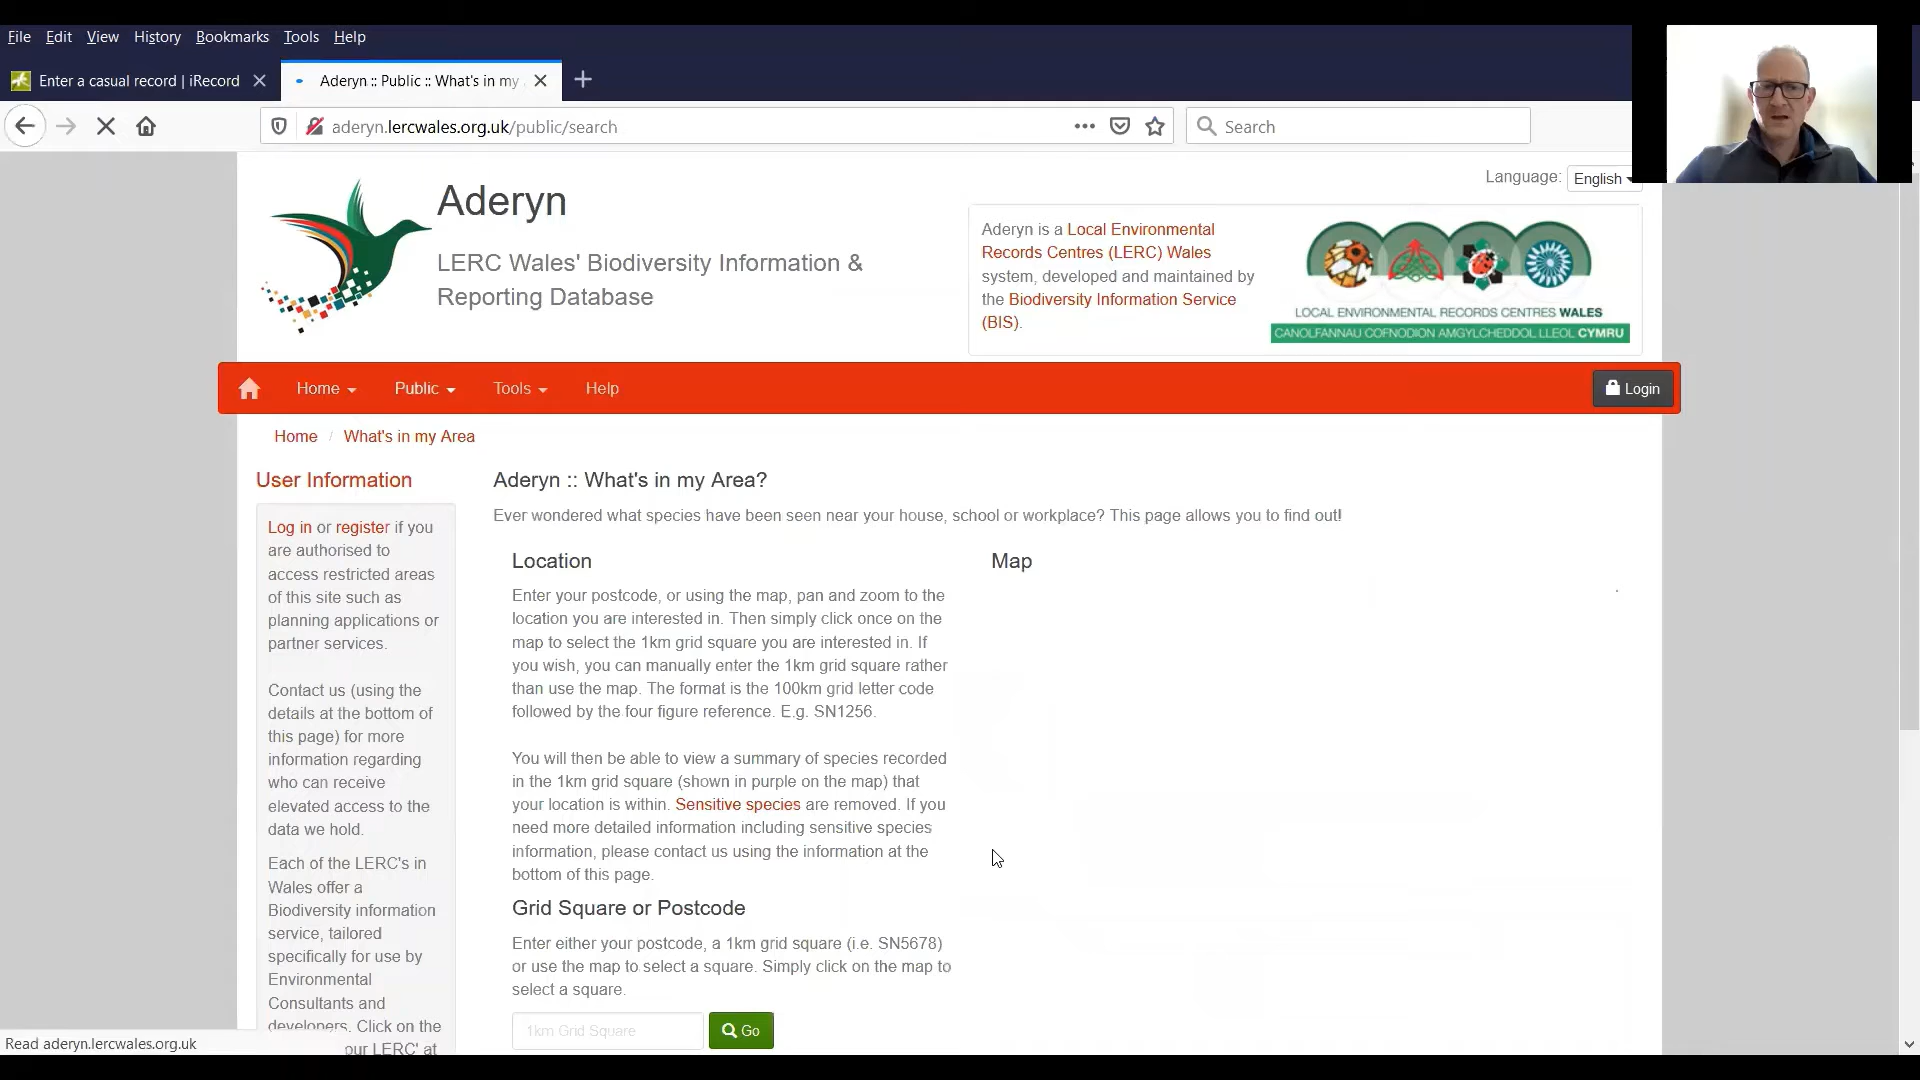 File Edit View History Bookmarks Tools Help
Enter a casual record | iRecord
Aderyn :: Public :: What's in my
aderyn.lercwales.org.uk/public/search
Search
Language: English
Aderyn
LERC Wales' Biodiversity Information &
Reporting Database
Aderyn is a Local Environmental
Records Centres (LERC) Wales
system, developed and maintained by
the Biodiversity Information Service
(BIS).
LOCAL ENVIRONMENTAL RECORDS CENTRES WALES
CANOLFANNAU COFNODION AMGYLCHEDDOL LLEOL CYMRU
Home Public Tools Help Login
Home / What's in my Area
User Information
Log in or register if you
are authorised to
access restricted areas
of this site such as
planning applications or
partner services.
Contact us (using the
details at the bottom of
this page) for more
information regarding
who can receive
elevated access to the
data we hold.
Each of the LERC's in
Wales offer a
Biodiversity information
service, tailored
specifically for use by
Environmental
Consultants and
developers. Click on the
our LERC' at
Aderyn :: What's in my Area?
Ever wondered what species have been seen near your house, school or workplace? This page allows you to find out!
Location
Enter your postcode, or using the map, pan and zoom to the
location you are interested in. Then simply click once on the
map to select the 1km grid square you are interested in. If
you wish, you can manually enter the 1km grid square rather
than use the map. The format is the 100km grid letter code
followed by the four figure reference. E.g. SN1256.
You will then be able to view a summary of species recorded
in the 1km grid square (shown in purple on the map) that
your location is within. Sensitive species are removed. If you
need more detailed information including sensitive species
information, please contact us using the information at the
bottom of this page.
Grid Square or Postcode
Enter either your postcode, a 1km grid square (i.e. SN5678)
or use the map to select a square. Simply click on the map to
select a square.
1km Grid Square Go
Map
Read aderyn.lercwales.org.uk